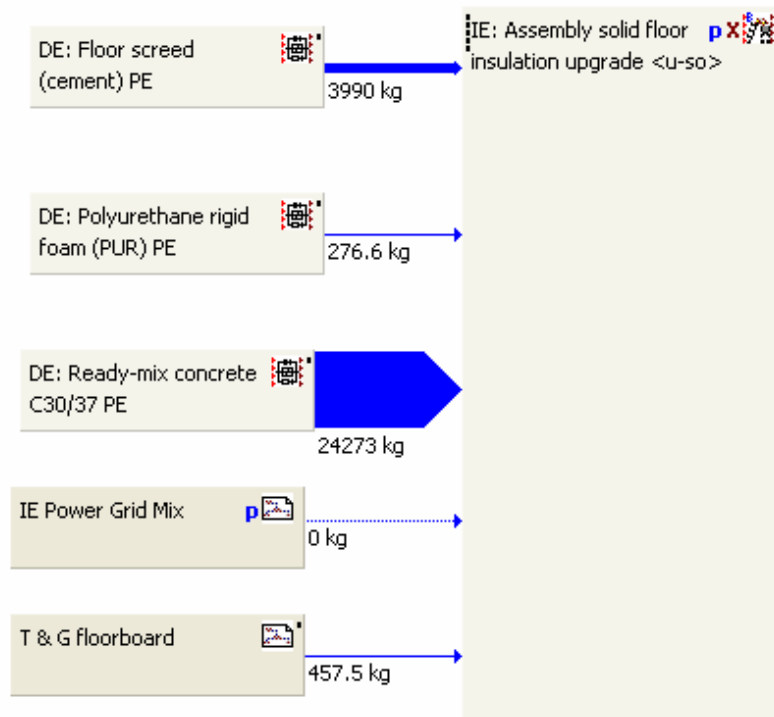 DE: Floor screed
(cement) PE
3990 kg
IE: Assembly solid floor p X
insulation upgrade <u-so>
DE: Polyurethane rigid
foam (PUR) PE
276.6 kg
DE: Ready-mix concrete
C30/37 PE
24273 kg
IE Power Grid Mix p
0 kg
T & G floorboard
457.5 kg